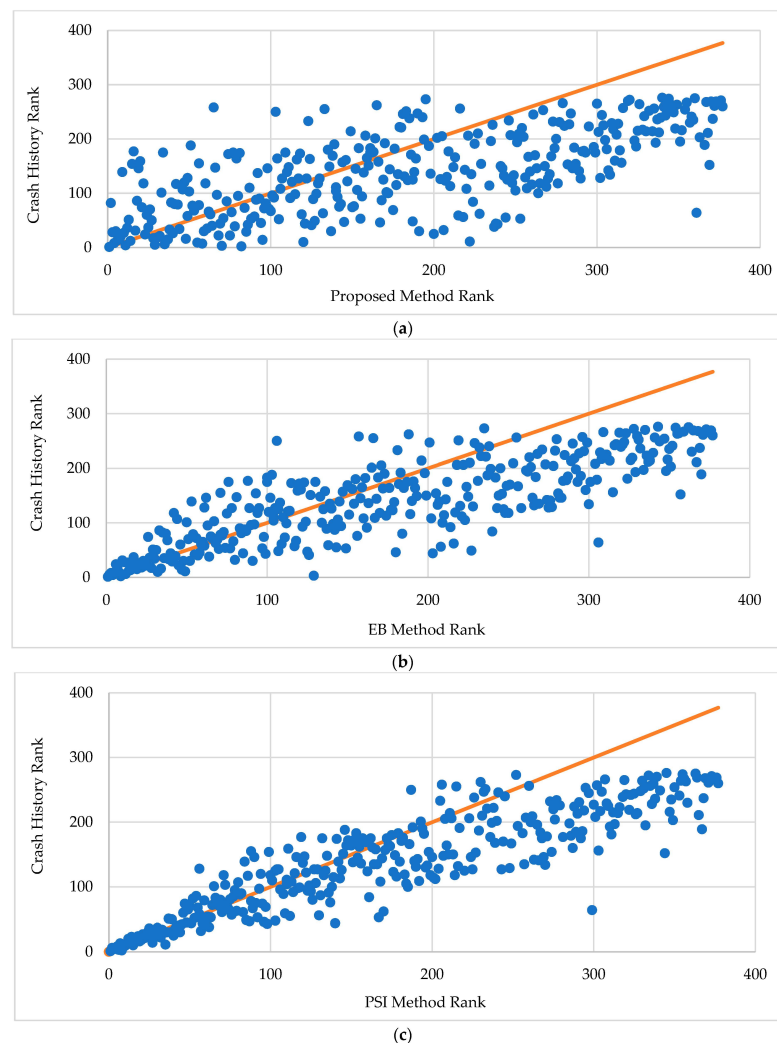 400
300
200
100
0
Crash History Rank
0 100 200 300 400
Proposed Method Rank
(a)
400
300
200
100
0
Crash History Rank
0 100 200 300 400
EB Method Rank
(b)
400
300
200
100
0
Crash History Rank
0 100 200 300 400
PSI Method Rank
(c)